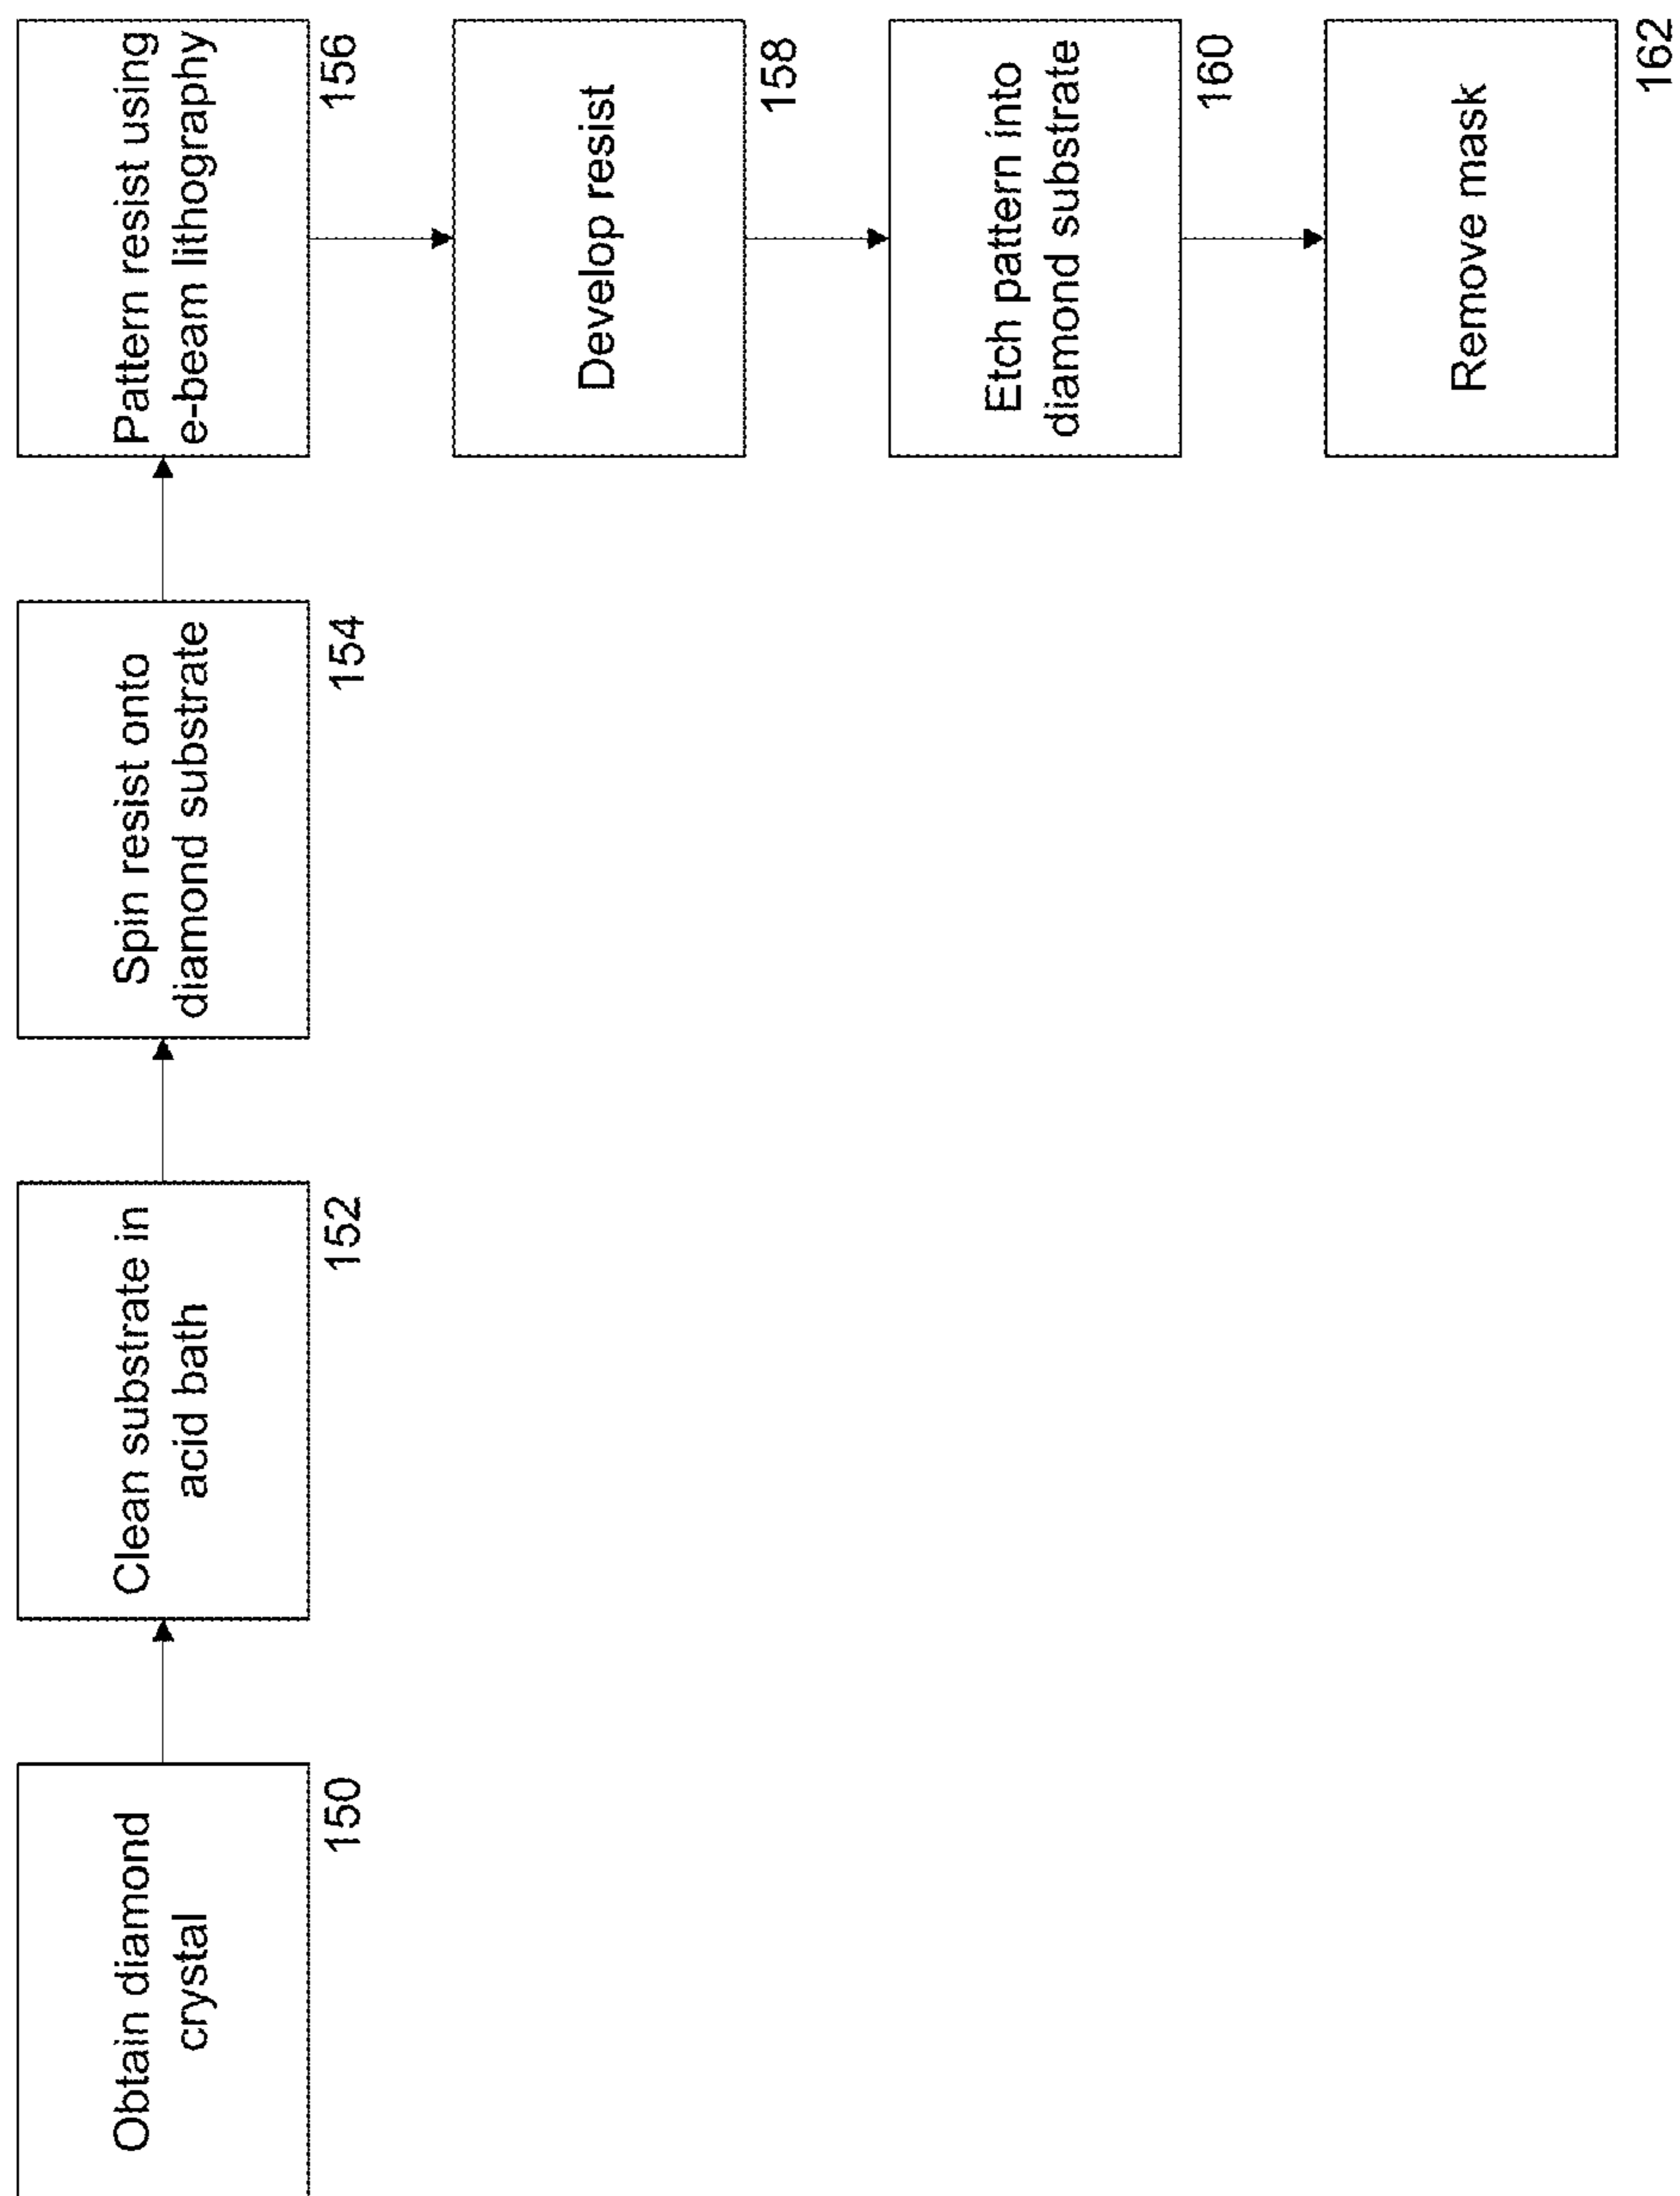 Obtain diamond
crystal
150
Clean substrate in
acid bath
152
Spin resist onto
diamond substrate
154
Pattern resist using
e-beam lithography
156
Develop resist
158
Etch pattern into
diamond substrate
160
Remove mask
162